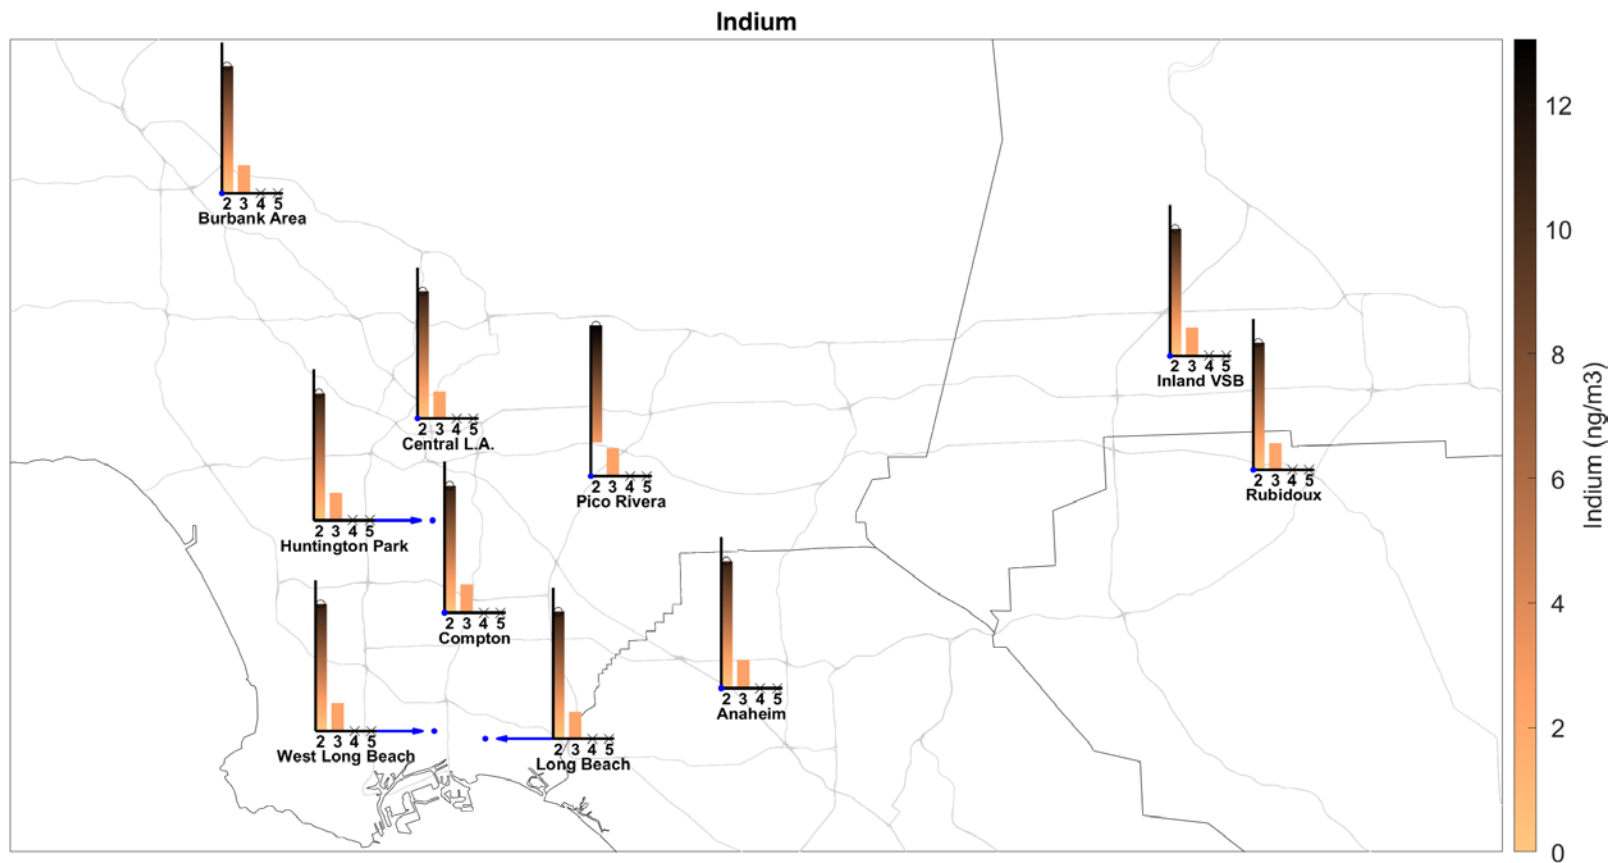 Indium
2 3 4 5
Burbank Area
2 3 4 5
Central L.A.
2 3 4 5
Pico Rivera
2 3 4 5
Inland VSB
2 3 4 5
Rubidoux
2 3 4 5
Huntington Park
2 3 4 5
Compton
2 3 4 5
Anaheim
2 3 4 5
West Long Beach
2 3 4 5
Long Beach
12
10
8
6
4
2
0
Indium (ng/m3)